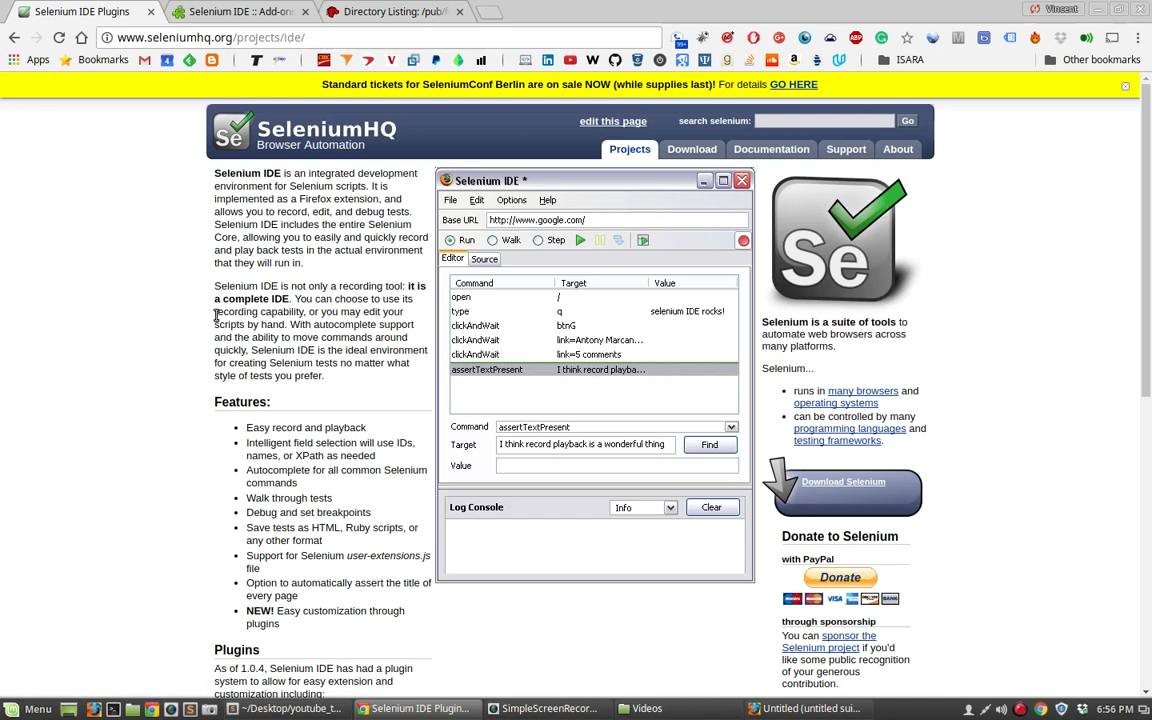 Selenium IDE Plugins
Selenium IDE :: Add-ons
Directory Listing: /pub/f
Vincent
www.seleniumhq.org/projects/ide/
99+
ABP
Apps
Bookmarks
ISARA
Other bookmarks
Standard tickets for SeleniumConf Berlin are on sale NOW (while supplies last)! For details GO HERE
Se
SeleniumHQ
Browser Automation
edit this page
search selenium:
Go
Projects
Download
Documentation
Support
About
Selenium IDE is an integrated development
environment for Selenium scripts. It is
implemented as a Firefox extension, and
allows you to record, edit, and debug tests.
Selenium IDE includes the entire Selenium
Core, allowing you to easily and quickly record
and play back tests in the actual environment
that they will run in.
Selenium IDE is not only a recording tool: it is
a complete IDE. You can choose to use its
recording capability, or you may edit your
scripts by hand. With autocomplete support
and the ability to move commands around
quickly, Selenium IDE is the ideal environment
for creating Selenium tests no matter what
style of tests you prefer.
Features:
Easy record and playback
Intelligent field selection will use IDs,
names, or XPath as needed
Autocomplete for all common Selenium
commands
Walk through tests
Debug and set breakpoints
Save tests as HTML, Ruby scripts, or
any other format
Support for Selenium user-extensions.js
file
Option to automatically assert the title of
every page
NEW! Easy customization through
plugins
Plugins
As of 1.0.4, Selenium IDE has had a plugin
system to allow for easy extension and
customization including:
Selenium IDE *
File Edit Options Help
Base URL http://www.google.com/
Run Walk Step
Editor Source
Command Target Value
open /
type q selenium IDE rocks!
clickAndWait btnG
clickAndWait link=Antony Marcan...
clickAndWait link=5 comments
assertTextPresent I think record playba...
Command assertTextPresent
Target I think record playback is a wonderful thing Find
Value
Log Console Info Clear
Se
Selenium is a suite of tools to
automate web browsers across
many platforms.
Selenium...
runs in many browsers and
operating systems
can be controlled by many
programming languages and
testing frameworks.
Download Selenium
Donate to Selenium
with PayPal
Donate
VISA
BANK
through sponsorship
You can sponsor the
Selenium project if you'd
like some public recognition
of your generous
contribution.
Menu
~/Desktop/youtube_t...
Selenium IDE Plugin...
SimpleScreenRecor...
Videos
Untitled (untitled sui...
6:56 PM